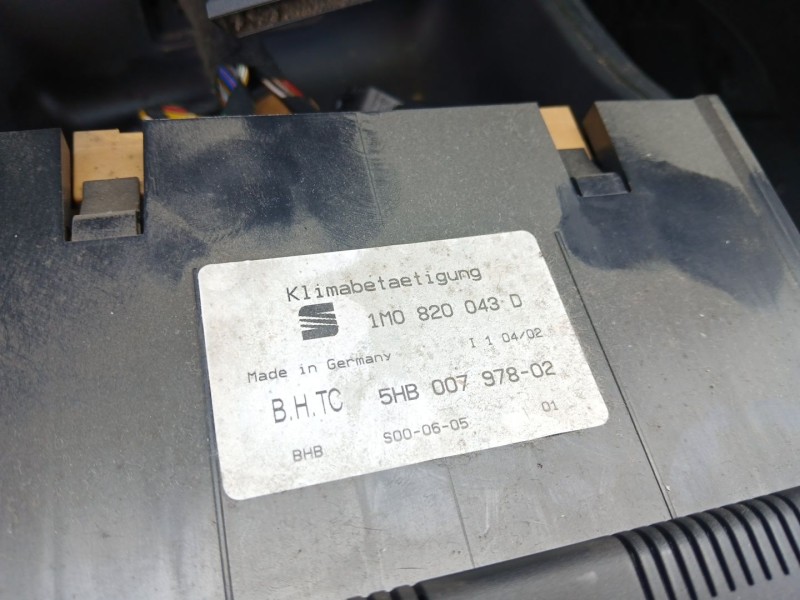 Klimabetaetigung
1M0 820 043 D
Made in Germany I 1 04/02
B.H.TC 5HB 007 978-02
BHB S00-06-05 01